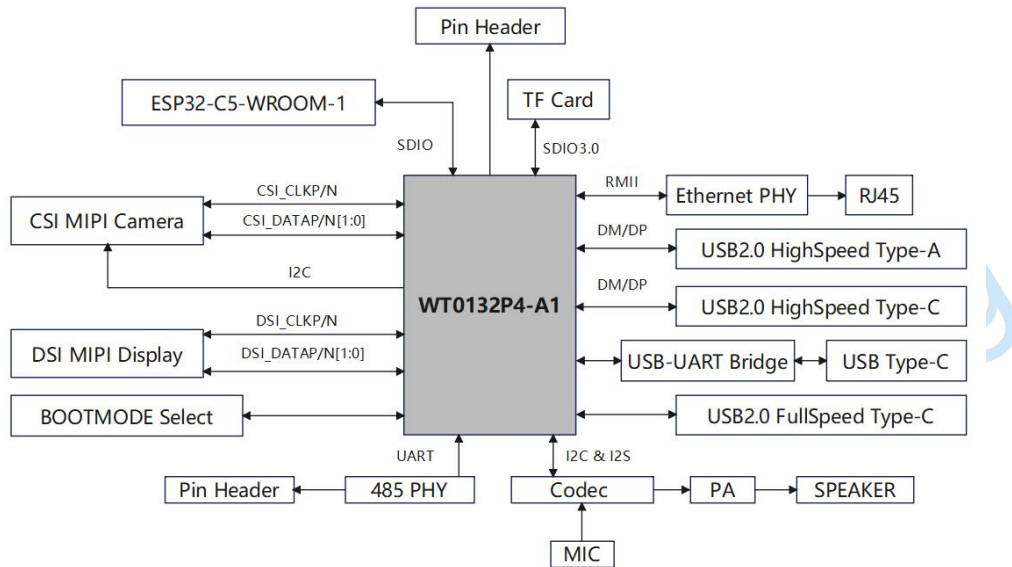 Pin Header
ESP32-C5-WROOM-1
TF Card
SDIO
SDIO3.0
RMII
Ethernet PHY
RJ45
CSI MIPI Camera
CSI_CLKP/N
CSI_DATAP/N[1:0]
I2C
DM/DP
USB2.0 HighSpeed Type-A
DM/DP
USB2.0 HighSpeed Type-C
WT0132P4-A1
DSI MIPI Display
DSI_CLKP/N
DSI_DATAP/N[1:0]
USB-UART Bridge
USB Type-C
BOOTMODE Select
USB2.0 FullSpeed Type-C
UART
I2C & I2S
Pin Header
485 PHY
Codec
PA
SPEAKER
MIC